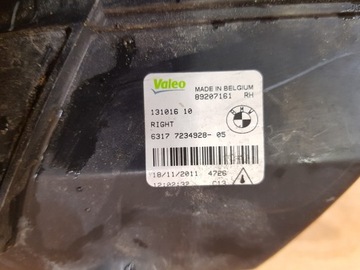 Valeo
MADE IN BELGIUM
89207161 RH
131016 10
RIGHT
BMW
6317 7234928-05
18/11/2011 4726
12:02:32 C13